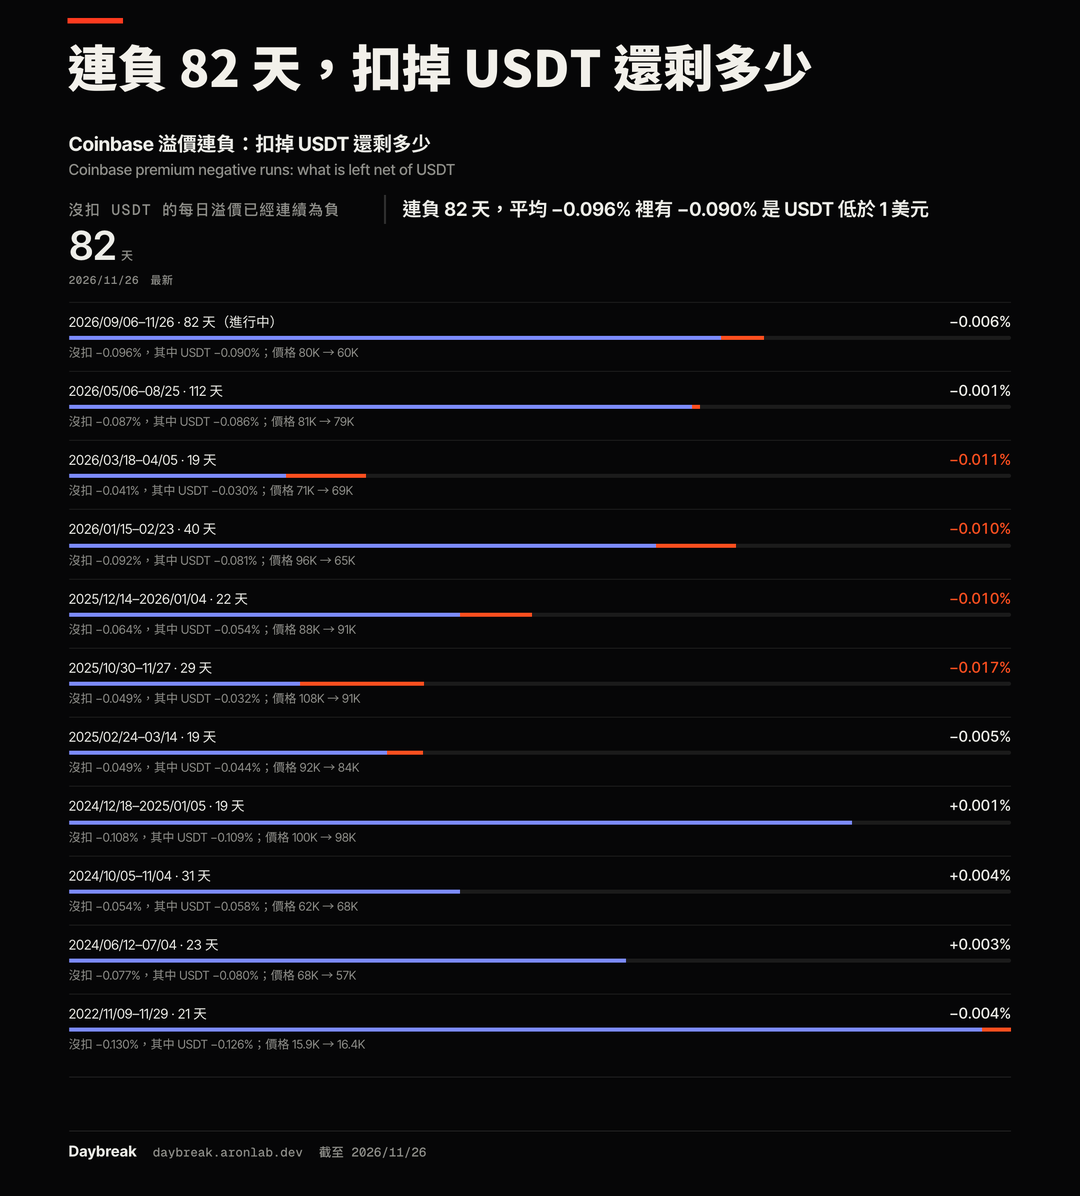 連負 82 天，扣掉 USDT 還剩多少
Coinbase 溢價連負：扣掉 USDT 還剩多少
Coinbase premium negative runs: what is left net of USDT
沒扣 USDT 的每日溢價已經連續為負
82 天
2026/11/26 最新
連負 82 天，平均 −0.096% 裡有 −0.090% 是 USDT 低於 1 美元
2026/09/06–11/26 · 82 天（進行中） −0.006%
沒扣 −0.096%，其中 USDT −0.090%；價格 80K → 60K
2026/05/06–08/25 · 112 天 −0.001%
沒扣 −0.087%，其中 USDT −0.086%；價格 81K → 79K
2026/03/18–04/05 · 19 天 −0.011%
沒扣 −0.041%，其中 USDT −0.030%；價格 71K → 69K
2026/01/15–02/23 · 40 天 −0.010%
沒扣 −0.092%，其中 USDT −0.081%；價格 96K → 65K
2025/12/14–2026/01/04 · 22 天 −0.010%
沒扣 −0.064%，其中 USDT −0.054%；價格 88K → 91K
2025/10/30–11/27 · 29 天 −0.017%
沒扣 −0.049%，其中 USDT −0.032%；價格 108K → 91K
2025/02/24–03/14 · 19 天 −0.005%
沒扣 −0.049%，其中 USDT −0.044%；價格 92K → 84K
2024/12/18–2025/01/05 · 19 天 +0.001%
沒扣 −0.108%，其中 USDT −0.109%；價格 100K → 98K
2024/10/05–11/04 · 31 天 +0.004%
沒扣 −0.054%，其中 USDT −0.058%；價格 62K → 68K
2024/06/12–07/04 · 23 天 +0.003%
沒扣 −0.077%，其中 USDT −0.080%；價格 68K → 57K
2022/11/09–11/29 · 21 天 −0.004%
沒扣 −0.130%，其中 USDT −0.126%；價格 15.9K → 16.4K
Daybreak daybreak.aronlab.dev 截至 2026/11/26